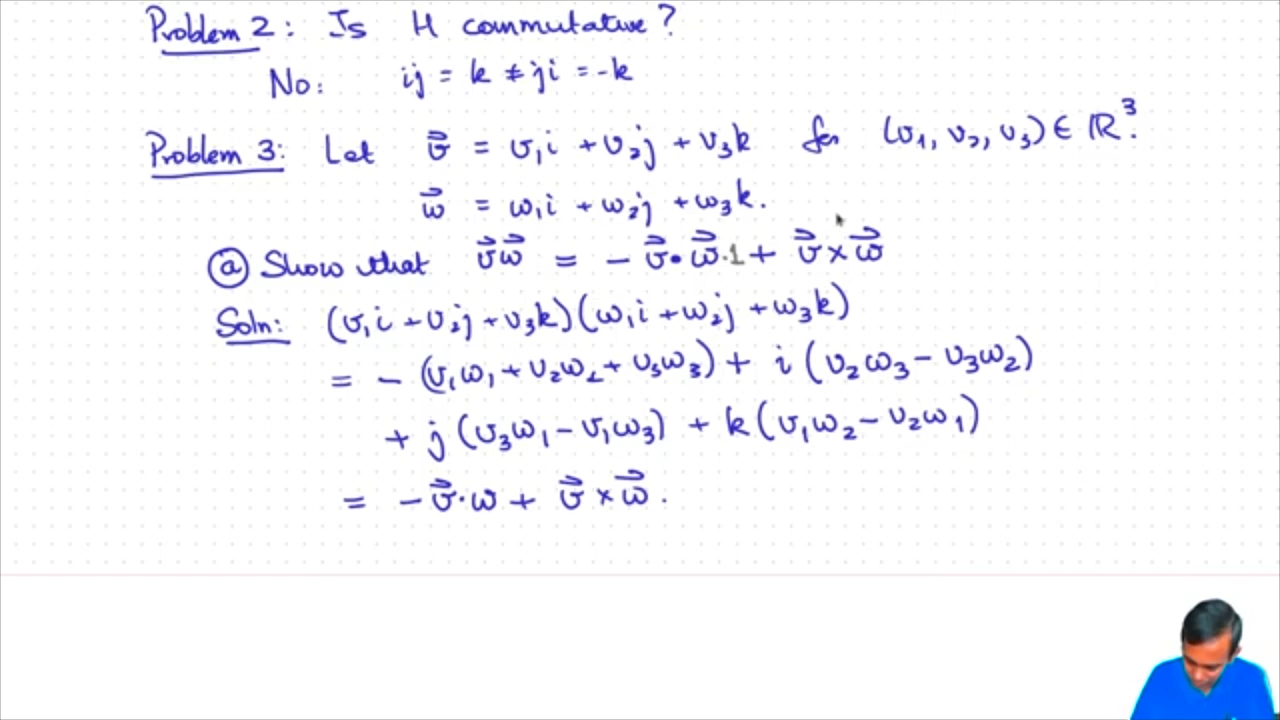 Problem 2: Is H commutative?
No: ij = k ≠ ji = -k
Problem 3: Let v⃗ = v₁i + v₂j + v₃k for (v₁, v₂, v₃) ∈ ℝ³.
w⃗ = w₁i + w₂j + w₃k.
ⓐ Show that v⃗w⃗ = - v⃗·w⃗·1 + v⃗ × w⃗
Soln: (v₁i + v₂j + v₃k)(w₁i + w₂j + w₃k)
= - (v₁w₁ + v₂w₂ + v₃w₃) + i (v₂w₃ - v₃w₂)
+ j (v₃w₁ - v₁w₃) + k (v₁w₂ - v₂w₁)
= - v⃗·w + v⃗ × w⃗.